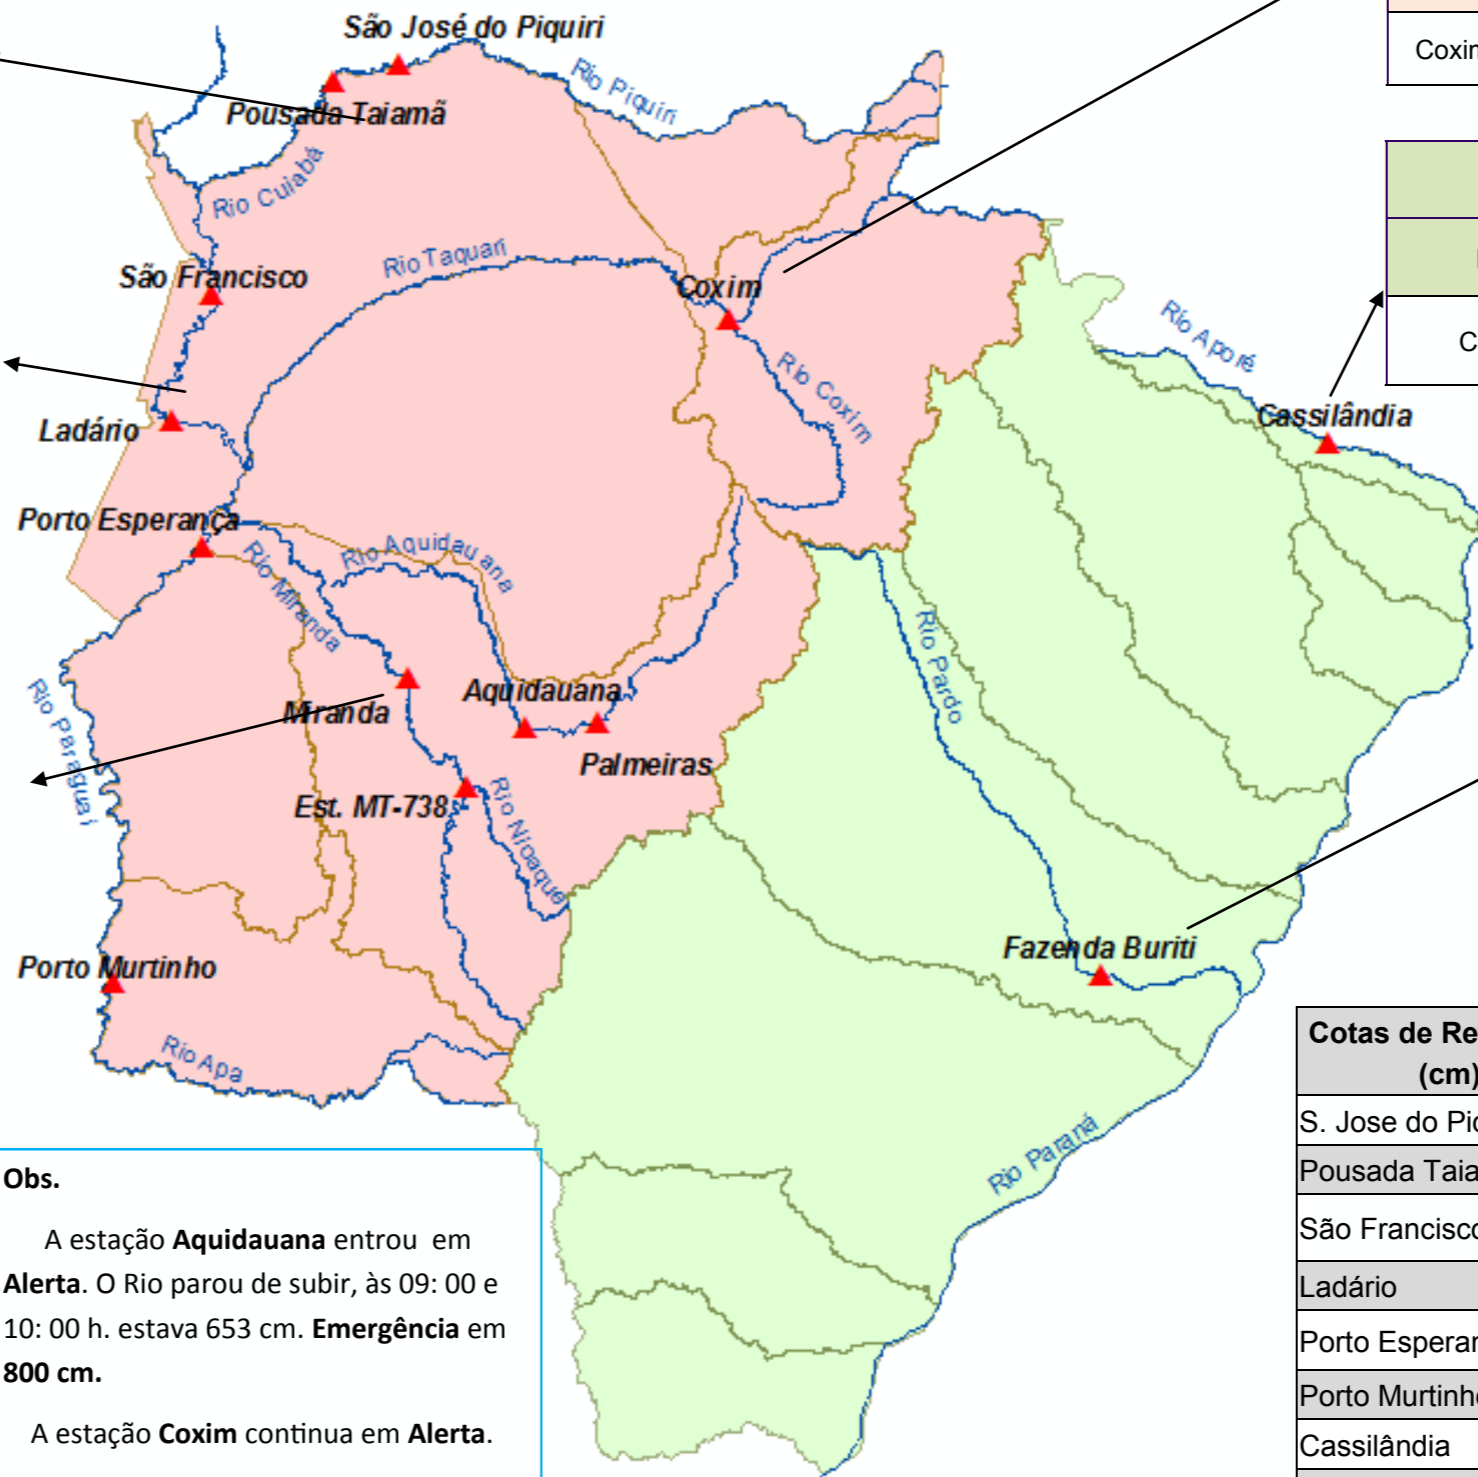 São José do Piquiri
Coxim
Rio Piquiri
Pousada Taiamã
Rio Cuiabá
Rio Taquari
São Francisco
Coxim
Rio Aporé
Rio Coxim
Cassilândia
Ladário
Porto Esperança
Rio Aquidauana
Rio Miranda
Rio Pardo
Rio Paraguai
Miranda
Aquidauana
Palmeiras
Est. MT-738
Rio Nioaque
Fazenda Buriti
Porto Murtinho
Rio Apa
Rio Paraná
Cotas de Re
(cm)
S. Jose do Pi
Pousada Taia
São Francisco
Ladário
Porto Esperan
Porto Murtinho
Cassilândia
Obs.
A estação Aquidauana entrou em
Alerta. O Rio parou de subir, às 09: 00 e
10: 00 h. estava 653 cm. Emergência em
800 cm.
A estação Coxim continua em Alerta.